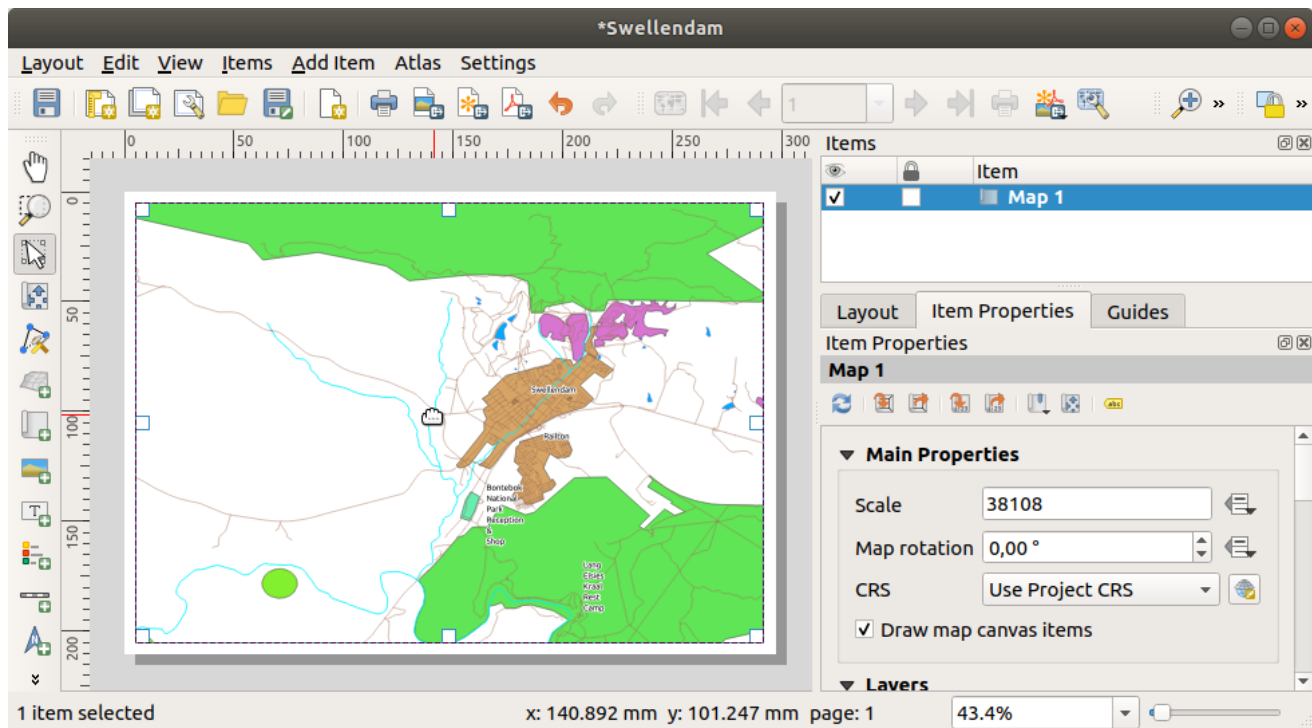 *Swellendam
Layout Edit View Items Add Item Atlas Settings
1
»
»
0 50 100 150 200 250 300
0
50
100
150
200
Swellendam
Railton
Bontebok
National
Park
Reception
&
Shop
Lang
Elsies
Kraal
Rest
Camp
Items
Item
Map 1
Layout Item Properties Guides
Item Properties
Map 1
abc
Main Properties
Scale 38108
Map rotation 0,00 °
CRS Use Project CRS
Draw map canvas items
Layers
1 item selected x: 140.892 mm y: 101.247 mm page: 1 43.4%